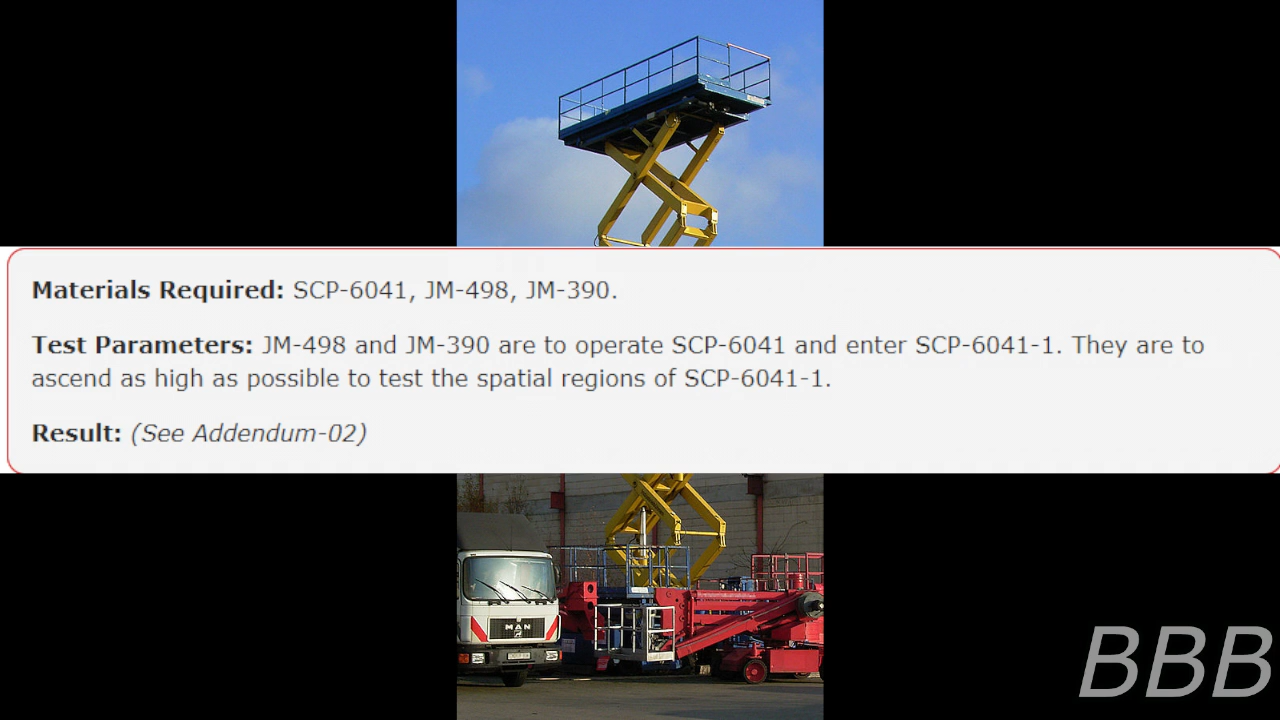 Materials Required: SCP-6041, JM-498, JM-390.
Test Parameters: JM-498 and JM-390 are to operate SCP-6041 and enter SCP-6041-1. They are to
ascend as high as possible to test the spatial regions of SCP-6041-1.
Result: (See Addendum-02)
MAN
BBB